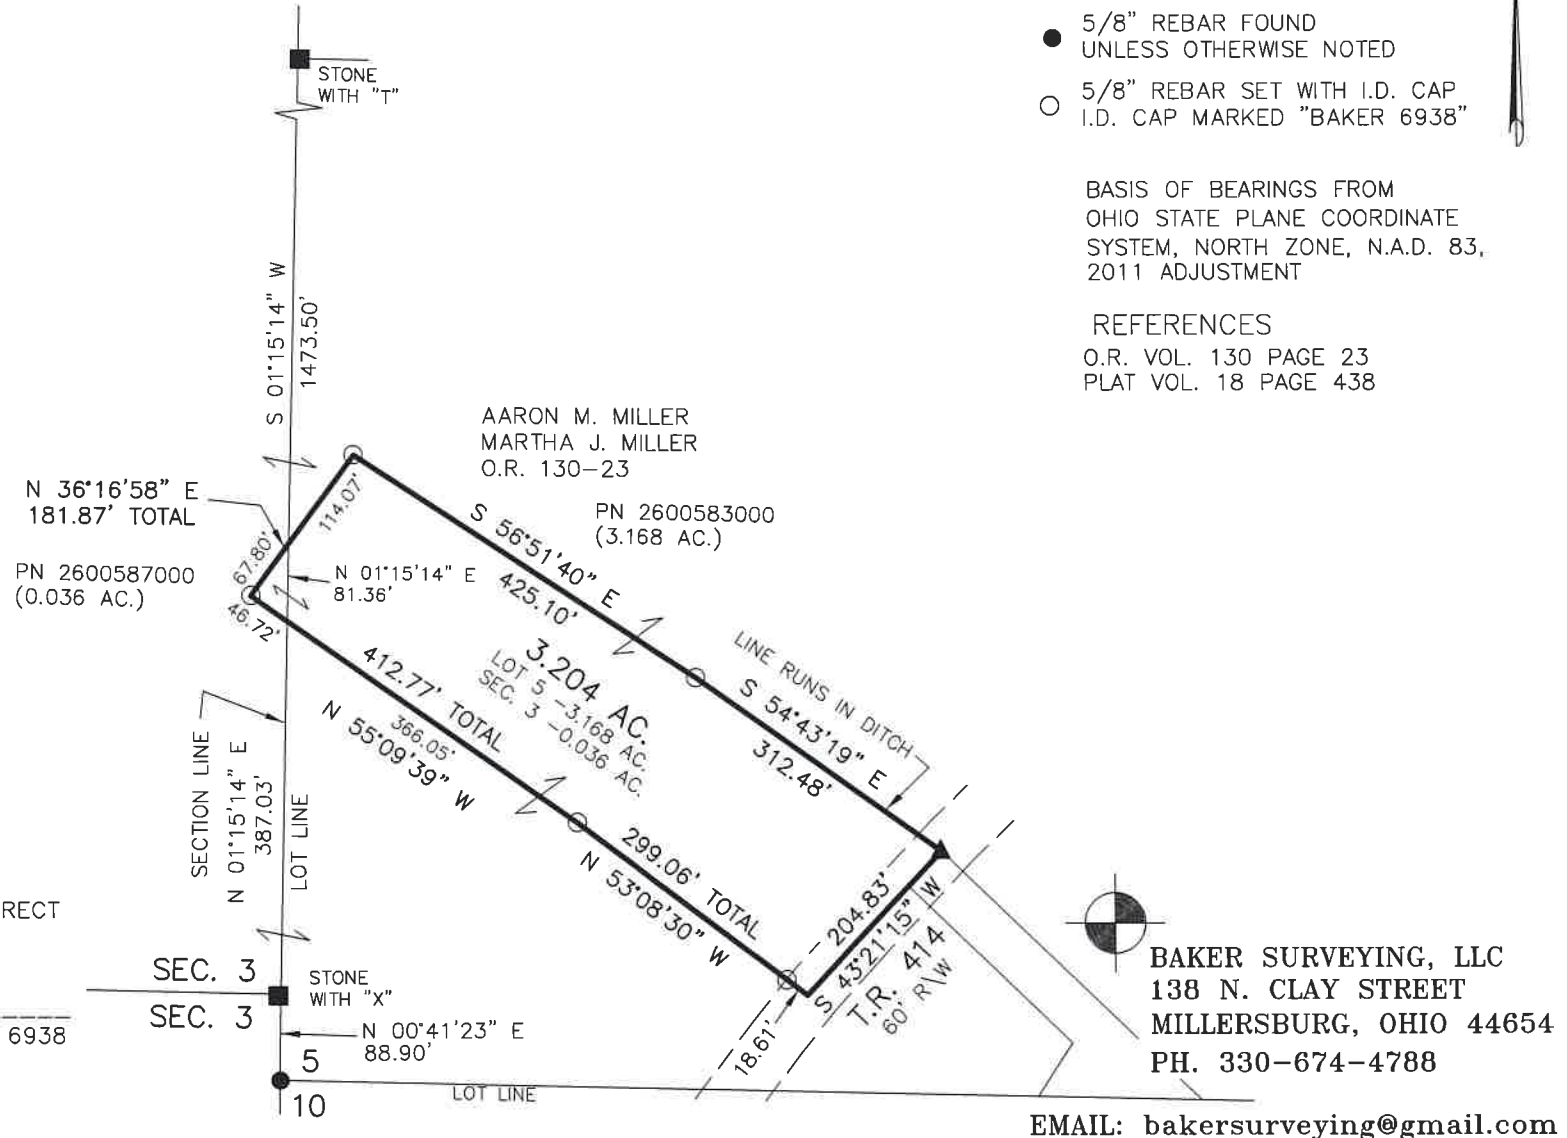 5/8" REBAR FOUND
UNLESS OTHERWISE NOTED
5/8" REBAR SET WITH I.D. CAP
I.D. CAP MARKED "BAKER 6938"
BASIS OF BEARINGS FROM
OHIO STATE PLANE COORDINATE
SYSTEM, NORTH ZONE, N.A.D. 83,
2011 ADJUSTMENT
REFERENCES
O.R. VOL. 130 PAGE 23
PLAT VOL. 18 PAGE 438
STONE
WITH "T"
S 01°15'14" W
1473.50'
AARON M. MILLER
MARTHA J. MILLER
O.R. 130-23
PN 2600583000
(3.168 AC.)
N 36°16'58" E
181.87' TOTAL
114.07'
67.80'
PN 2600587000
(0.036 AC.)
N 01°15'14" E
81.36'
46.72'
S 56°51'40" E
425.10'
LINE RUNS IN DITCH
S 54°43'19" E
312.48'
3.204 AC.
LOT 5 -3.168 AC.
SEC. 3 -0.036 AC.
412.77' TOTAL
366.05'
N 55°09'39" W
299.06' TOTAL
N 53°08'30" W
SECTION LINE
N 01°15'14" E
387.03'
LOT LINE
204.83'
S 43°21'15" W
T.R. 414
60' R\W
18.61'
RECT
6938
SEC. 3
SEC. 3
STONE
WITH "X"
N 00°41'23" E
88.90'
5
10
LOT LINE
BAKER SURVEYING, LLC
138 N. CLAY STREET
MILLERSBURG, OHIO 44654
PH. 330-674-4788
EMAIL: bakersurveying@gmail.com